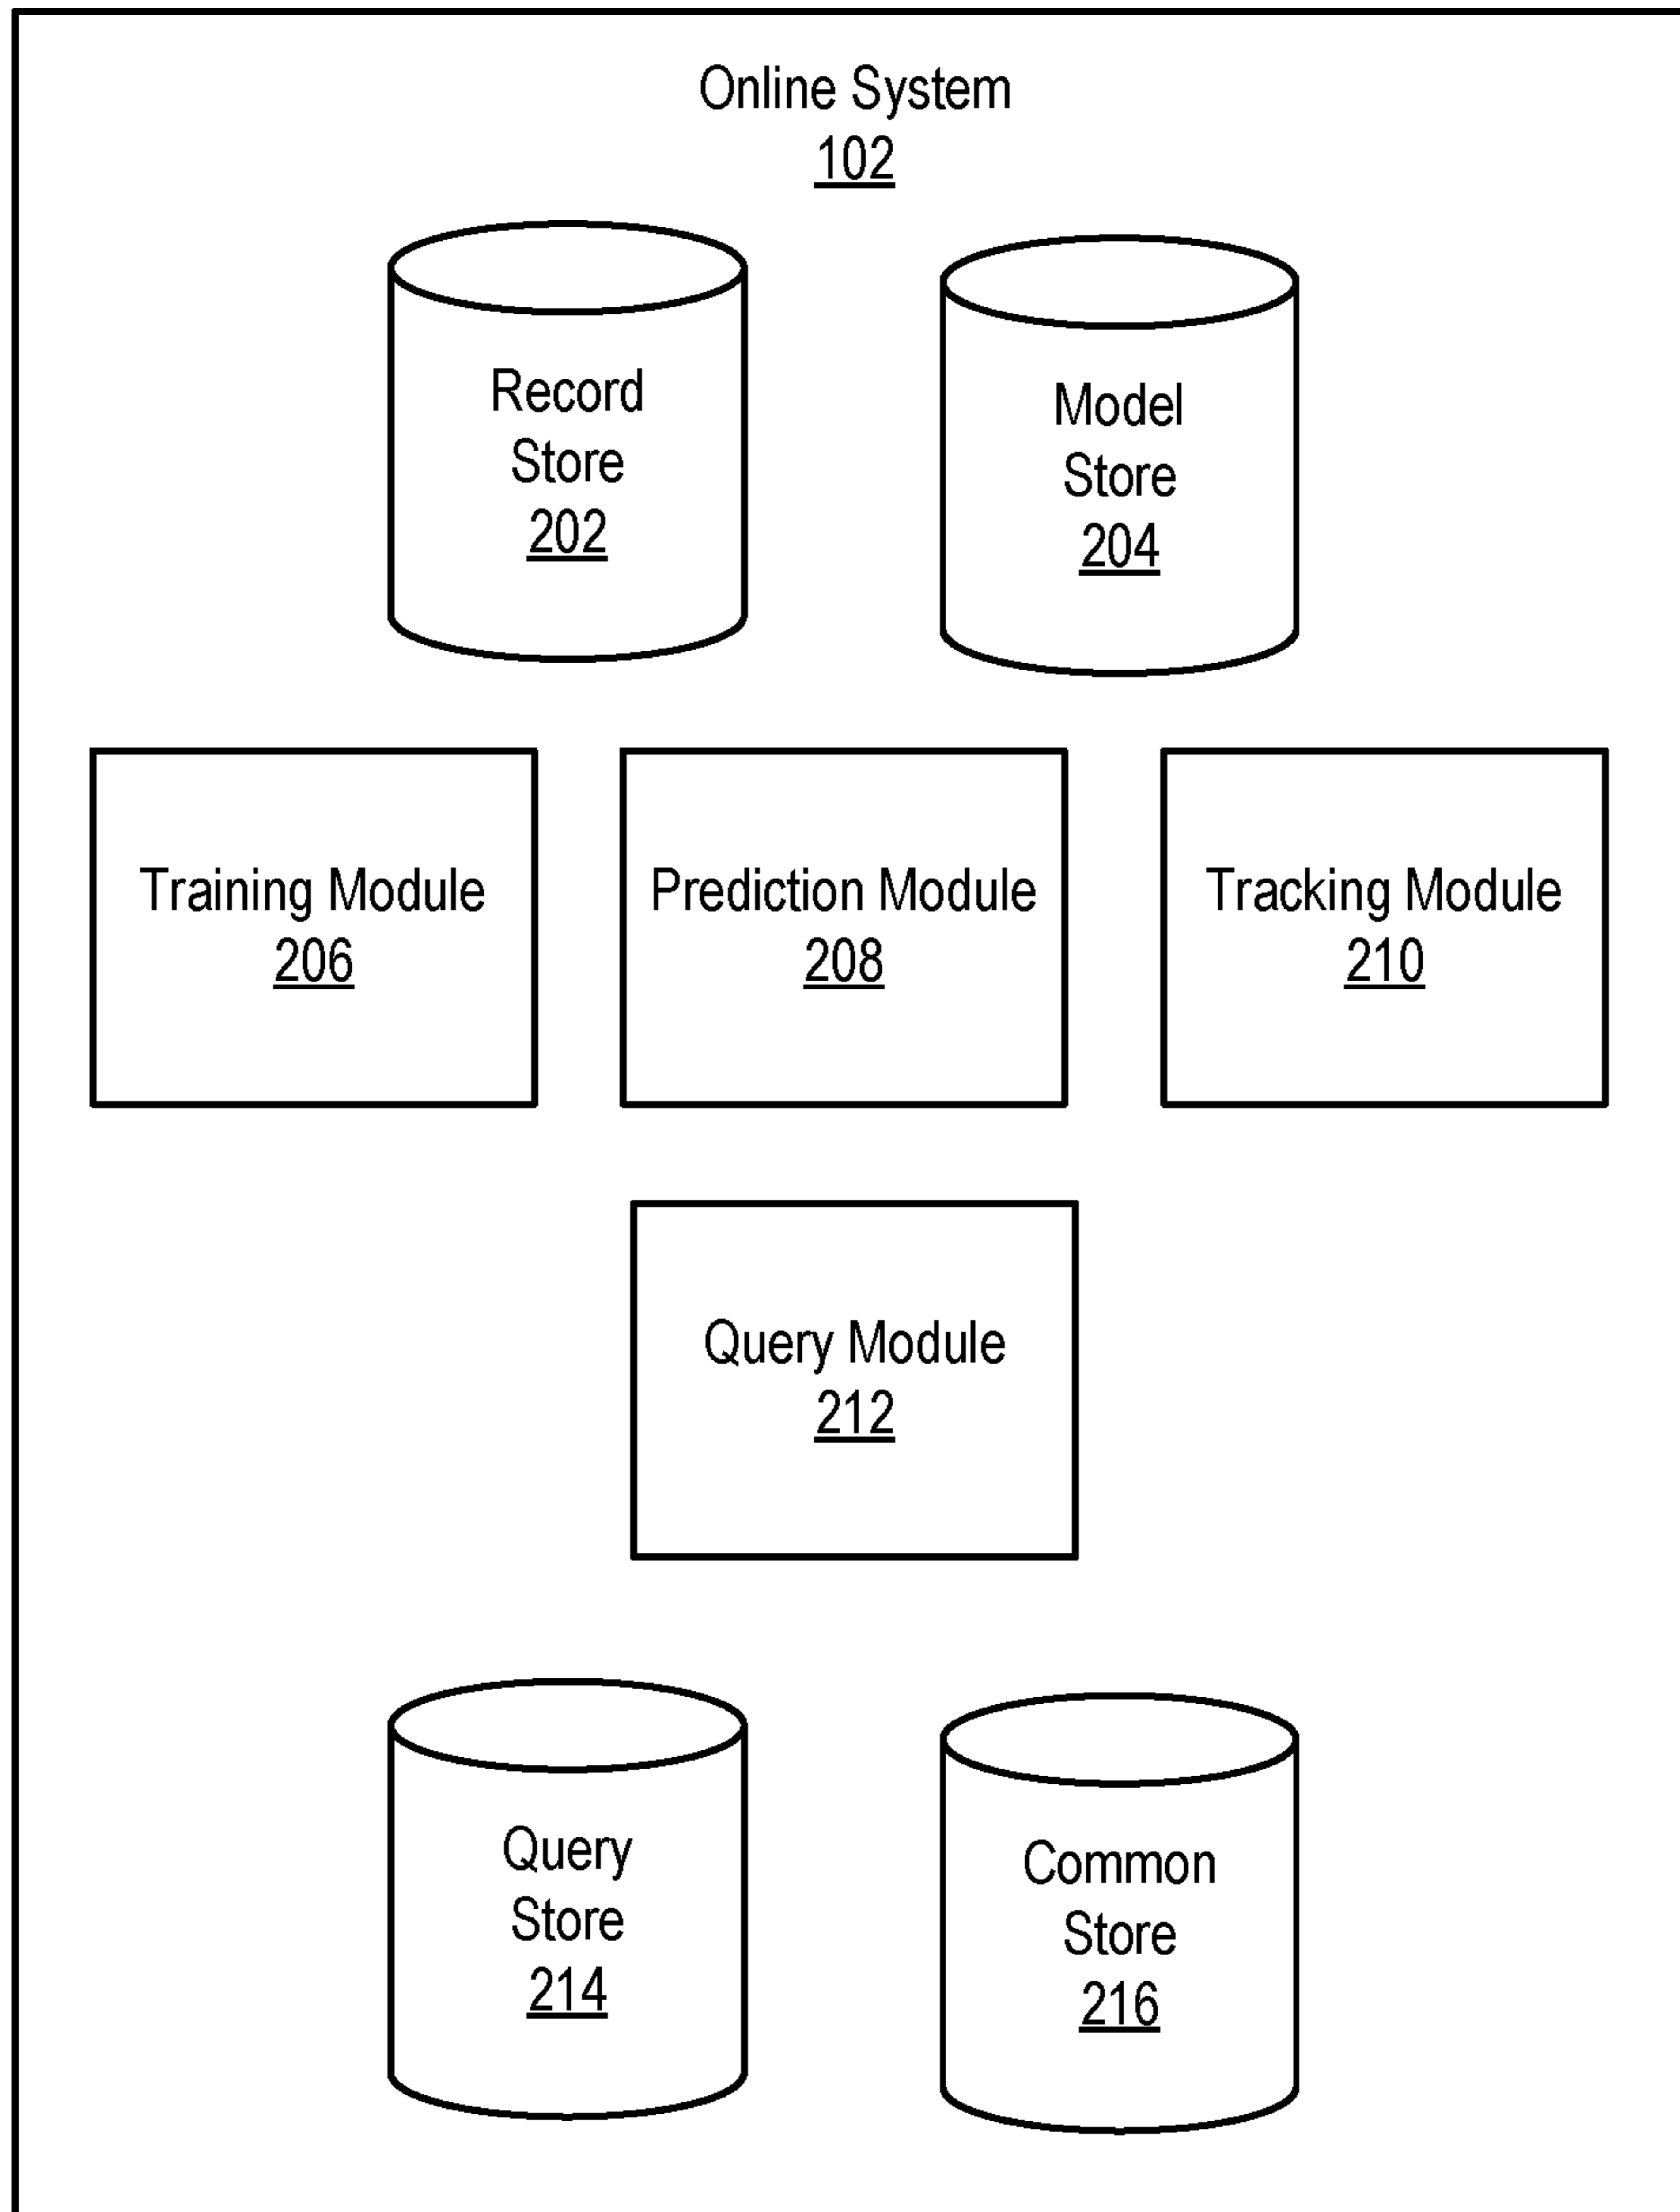 Online System
102
Record
Store
202
Model
Store
204
Training Module
206
Prediction Module
208
Tracking Module
210
Query Module
212
Query
Store
214
Common
Store
216